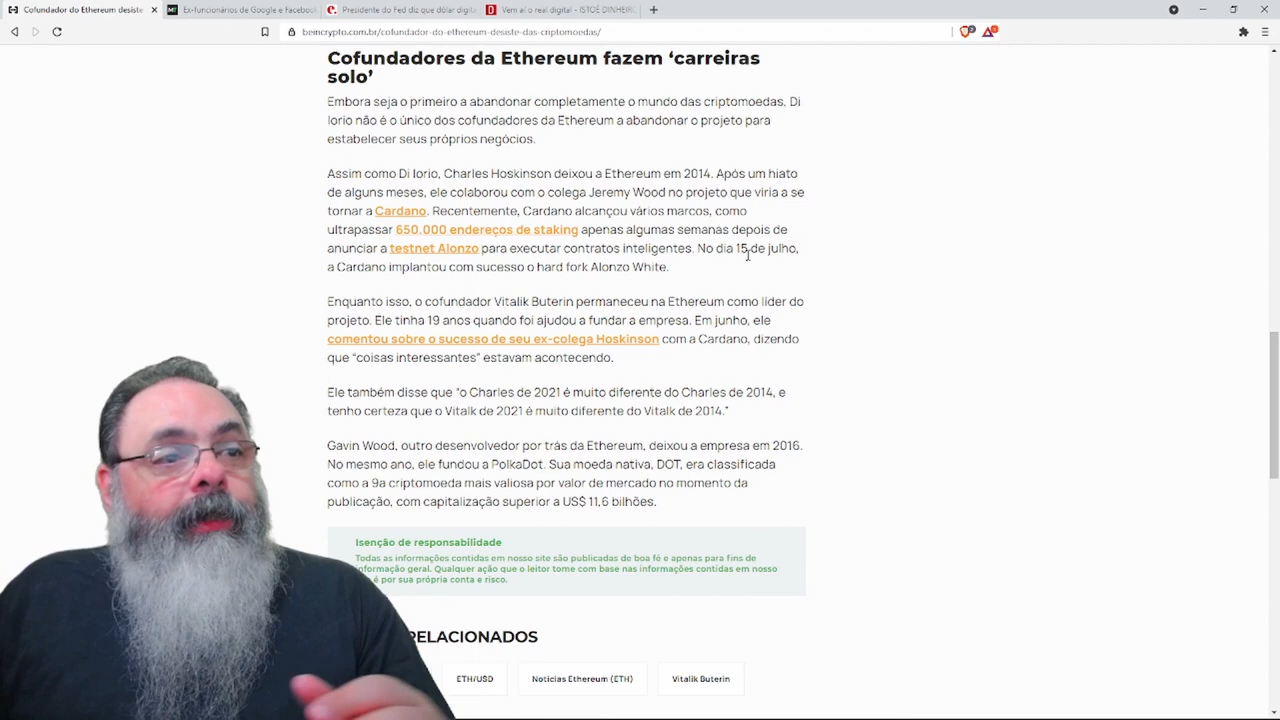 Cofundador do Ethereum desiste
Ex-funcionários de Google e Facebook
Presidente do Fed diz que dólar digital
Vem aí o real digital - ISTOÉ DINHEIRO
beincrypto.com.br/cofundador-do-ethereum-desiste-das-criptomoedas/
Cofundadores da Ethereum fazem ‘carreiras
solo’
Embora seja o primeiro a abandonar completamente o mundo das criptomoedas, Di
Iorio não é o único dos cofundadores da Ethereum a abandonar o projeto para
estabelecer seus próprios negócios.
Assim como Di Iorio, Charles Hoskinson deixou a Ethereum em 2014. Após um hiato
de alguns meses, ele colaborou com o colega Jeremy Wood no projeto que viria a se
tornar a Cardano. Recentemente, Cardano alcançou vários marcos, como
ultrapassar 650.000 endereços de staking apenas algumas semanas depois de
anunciar a testnet Alonzo para executar contratos inteligentes. No dia 15 de julho,
a Cardano implantou com sucesso o hard fork Alonzo White.
Enquanto isso, o cofundador Vitalik Buterin permaneceu na Ethereum como líder do
projeto. Ele tinha 19 anos quando foi ajudou a fundar a empresa. Em junho, ele
comentou sobre o sucesso de seu ex-colega Hoskinson com a Cardano, dizendo
que “coisas interessantes” estavam acontecendo.
Ele também disse que “o Charles de 2021 é muito diferente do Charles de 2014, e
tenho certeza que o Vitalk de 2021 é muito diferente do Vitalk de 2014.”
Gavin Wood, outro desenvolvedor por trás da Ethereum, deixou a empresa em 2016.
No mesmo ano, ele fundou a PolkaDot. Sua moeda nativa, DOT, era classificada
como a 9a criptomoeda mais valiosa por valor de mercado no momento da
publicação, com capitalização superior a US$ 11,6 bilhões.
Isenção de responsabilidade
Todas as informações contidas em nosso site são publicadas de boa fé e apenas para fins de
informação geral. Qualquer ação que o leitor tome com base nas informações contidas em nosso
é por sua própria conta e risco.
RELACIONADOS
ETH/USD
Notícias Ethereum (ETH)
Vitalik Buterin